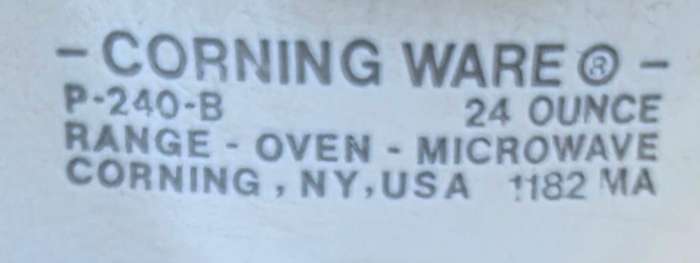 - CORNING WARE ® -
P-240-B 24 OUNCE
RANGE - OVEN - MICROWAVE
CORNING , NY, USA 1182 MA